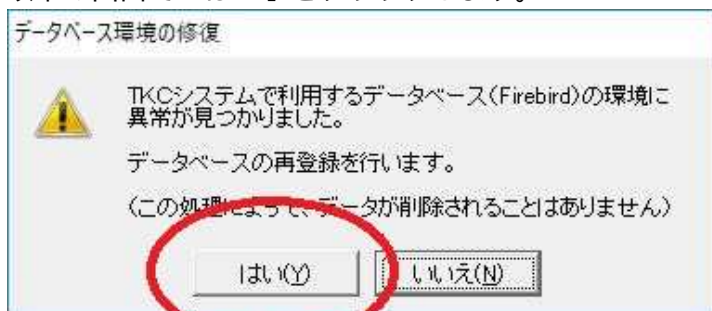 データベース環境の修復
TKCシステムで利用するデータベース(Firebird)の環境に
異常が見つかりました。
データベースの再登録を行います。
(この処理によって、データが削除されることはありません)
はい(Y)
いいえ(N)